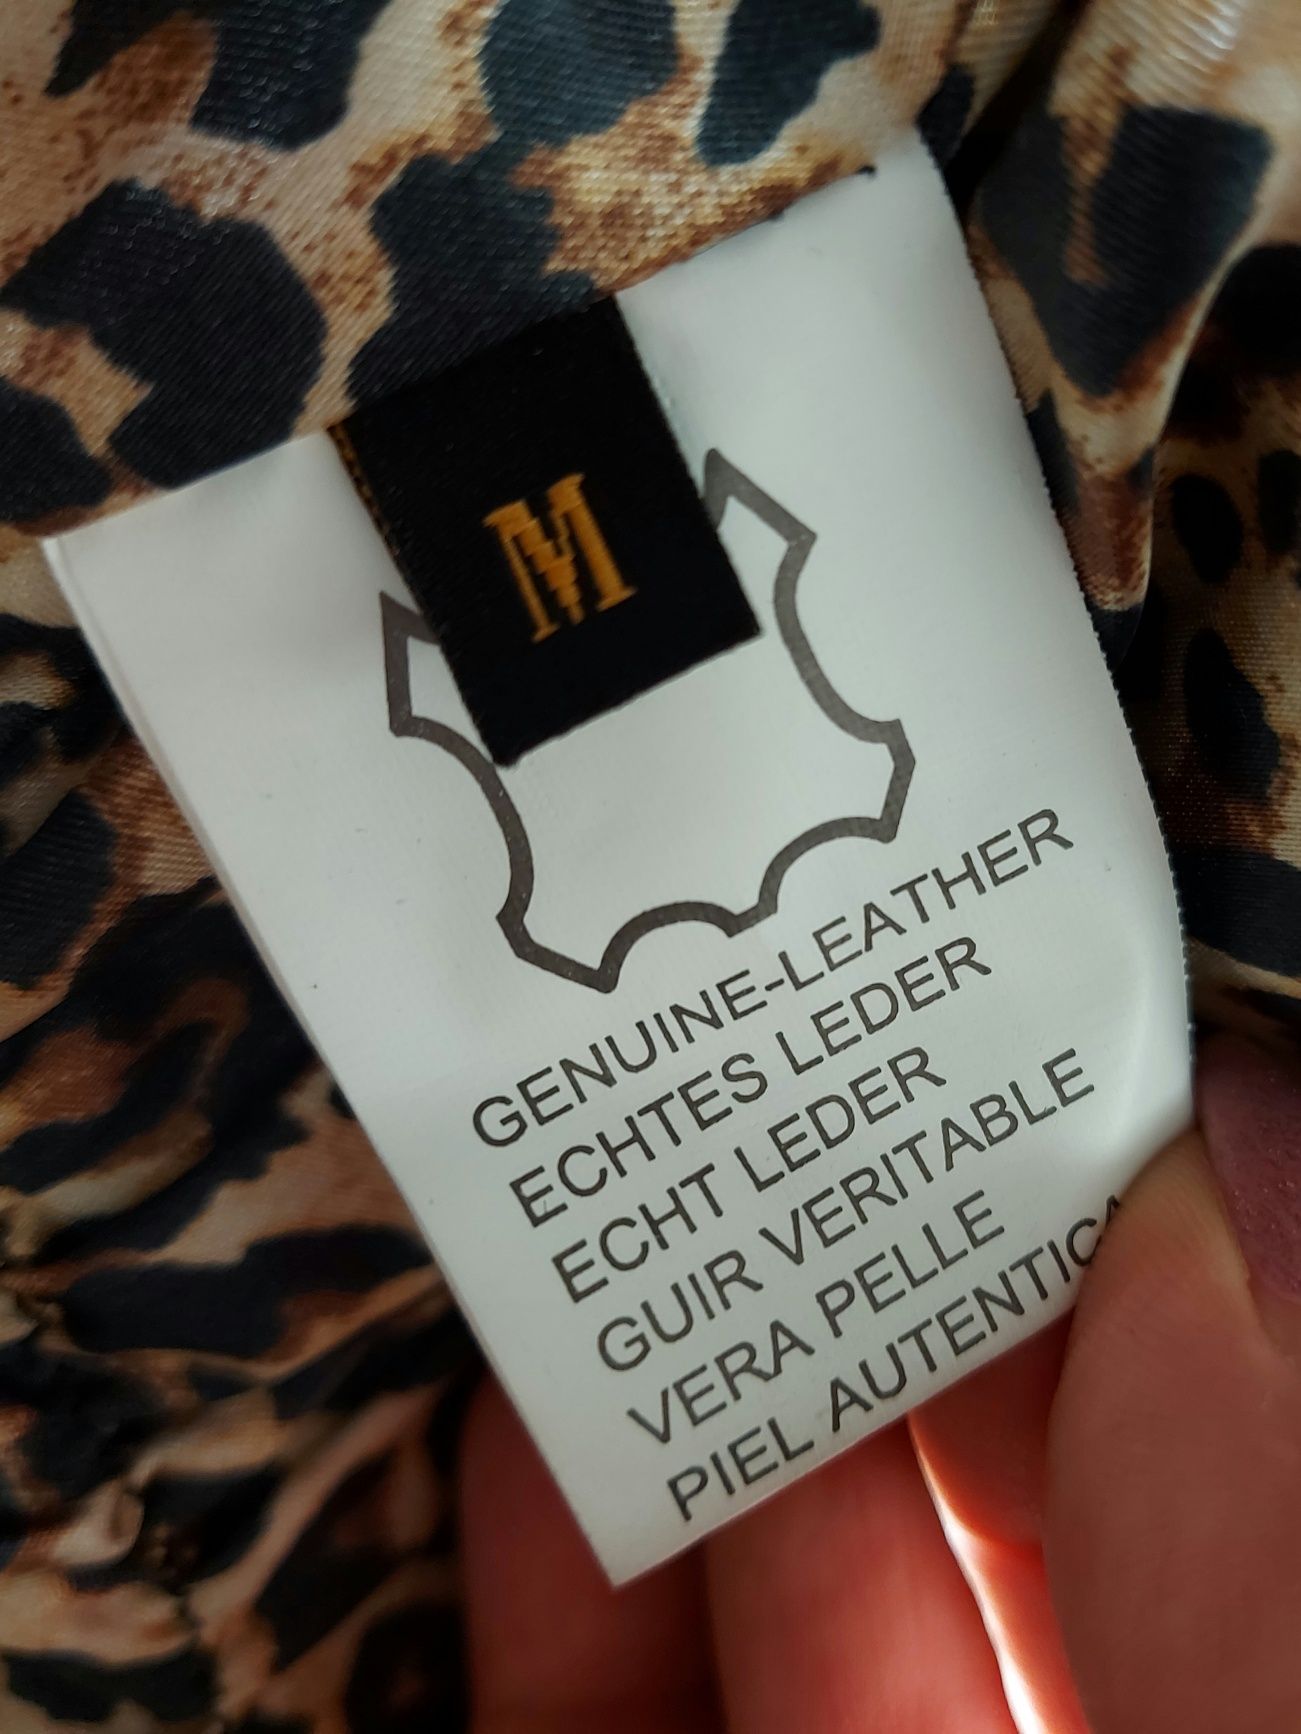 M
GENUINE-LEATHER
ECHTES LEDER
ECHT LEDER
GUIR VERITABLE
VERA PELLE
PIEL AUTENTICA